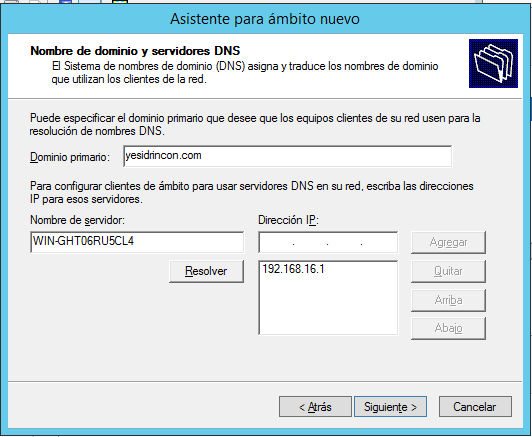 Asistente para ámbito nuevo
Nombre de dominio y servidores DNS
El Sistema de nombres de dominio (DNS) asigna y traduce los nombres de dominio
que utilizan los clientes de la red.
Puede especificar el dominio primario que desee que los equipos clientes de su red usen para la
resolución de nombres DNS.
Dominio primario: yesidrincon.com
Para configurar clientes de ámbito para usar servidores DNS en su red, escriba las direcciones
IP para esos servidores.
Nombre de servidor: Dirección IP:
WIN-GHT06RU5CL4 . . . Agregar
Resolver 192.168.16.1 Quitar
Arriba
Abajo
< Atrás Siguiente > Cancelar